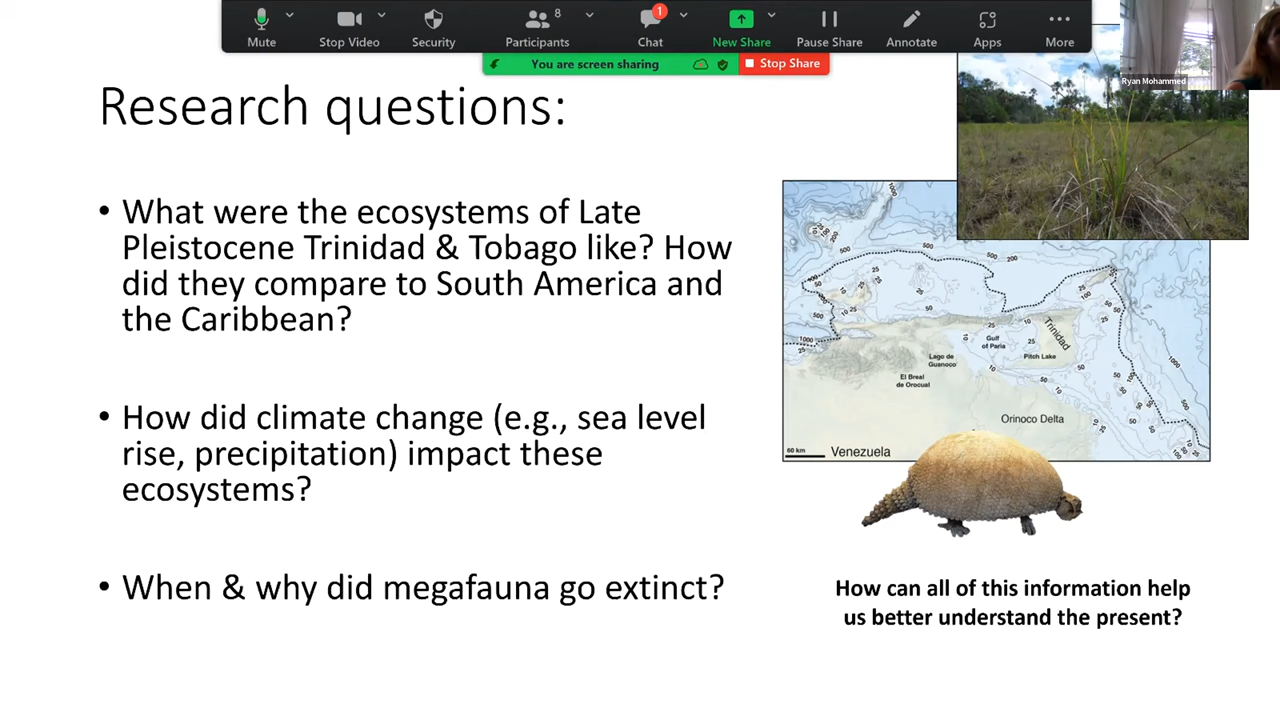 Mute
Stop Video
Security
Participants
8
Chat
1
New Share
Pause Share
Annotate
Apps
More
You are screen sharing
Stop Share
Ryan Mohammed
Research questions:
• What were the ecosystems of Late
Pleistocene Trinidad & Tobago like? How
did they compare to South America and
the Caribbean?
• How did climate change (e.g., sea level
rise, precipitation) impact these
ecosystems?
• When & why did megafauna go extinct?
Trinidad
Gulf
of Paria
Pitch Lake
Lago de
Guanoco
El Breal
de Orocual
Orinoco Delta
60 km
Venezuela
How can all of this information help
us better understand the present?